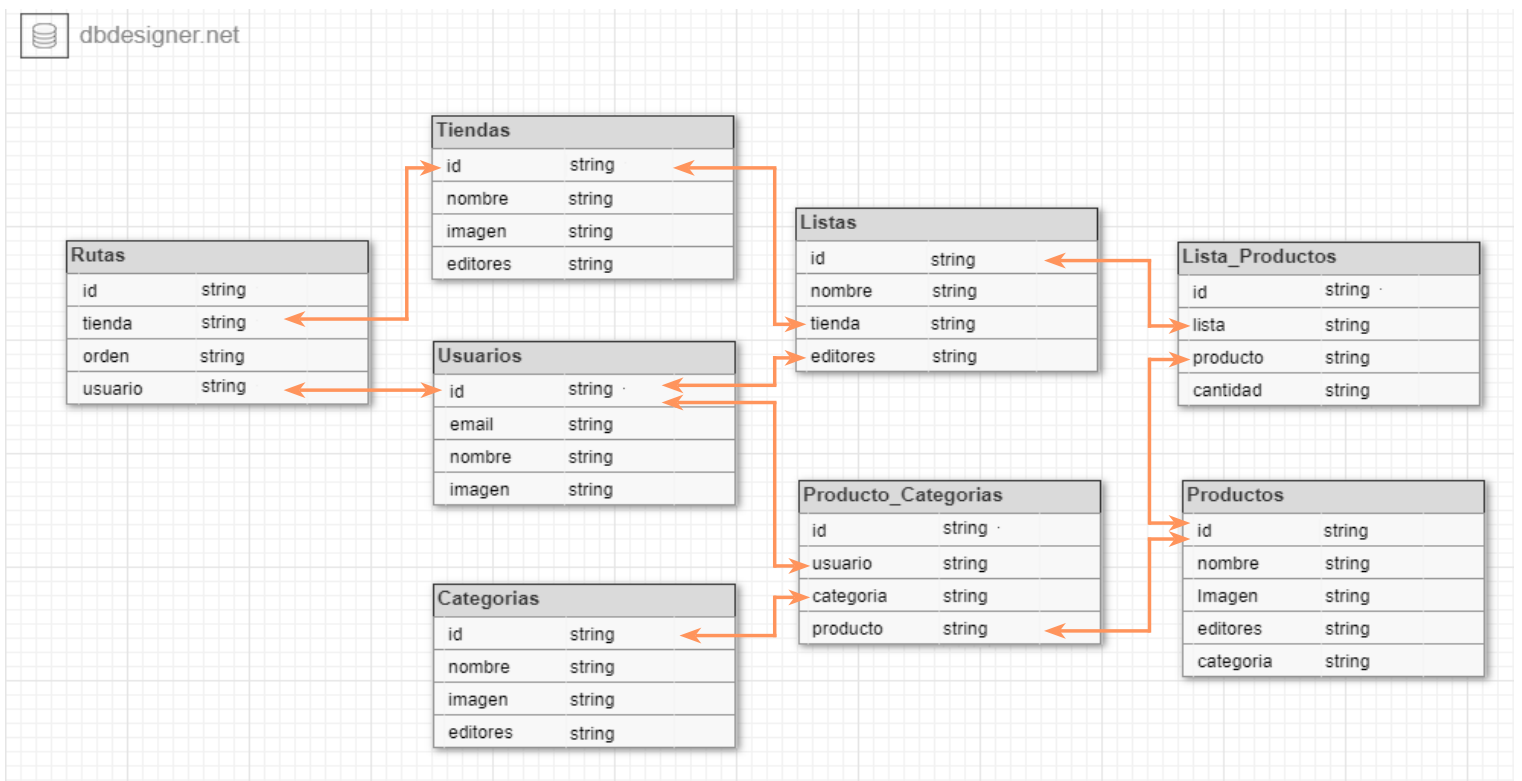 dbdesigner.net
Tiendas
id string
nombre string
imagen string
editores string
Rutas
id string
tienda string
orden string
usuario string
Usuarios
id string
email string
nombre string
imagen string
Categorias
id string
nombre string
imagen string
editores string
Listas
id string
nombre string
tienda string
editores string
Producto_Categorias
id string
usuario string
categoria string
producto string
Lista_Productos
id string
lista string
producto string
cantidad string
Productos
id string
nombre string
Imagen string
editores string
categoria string